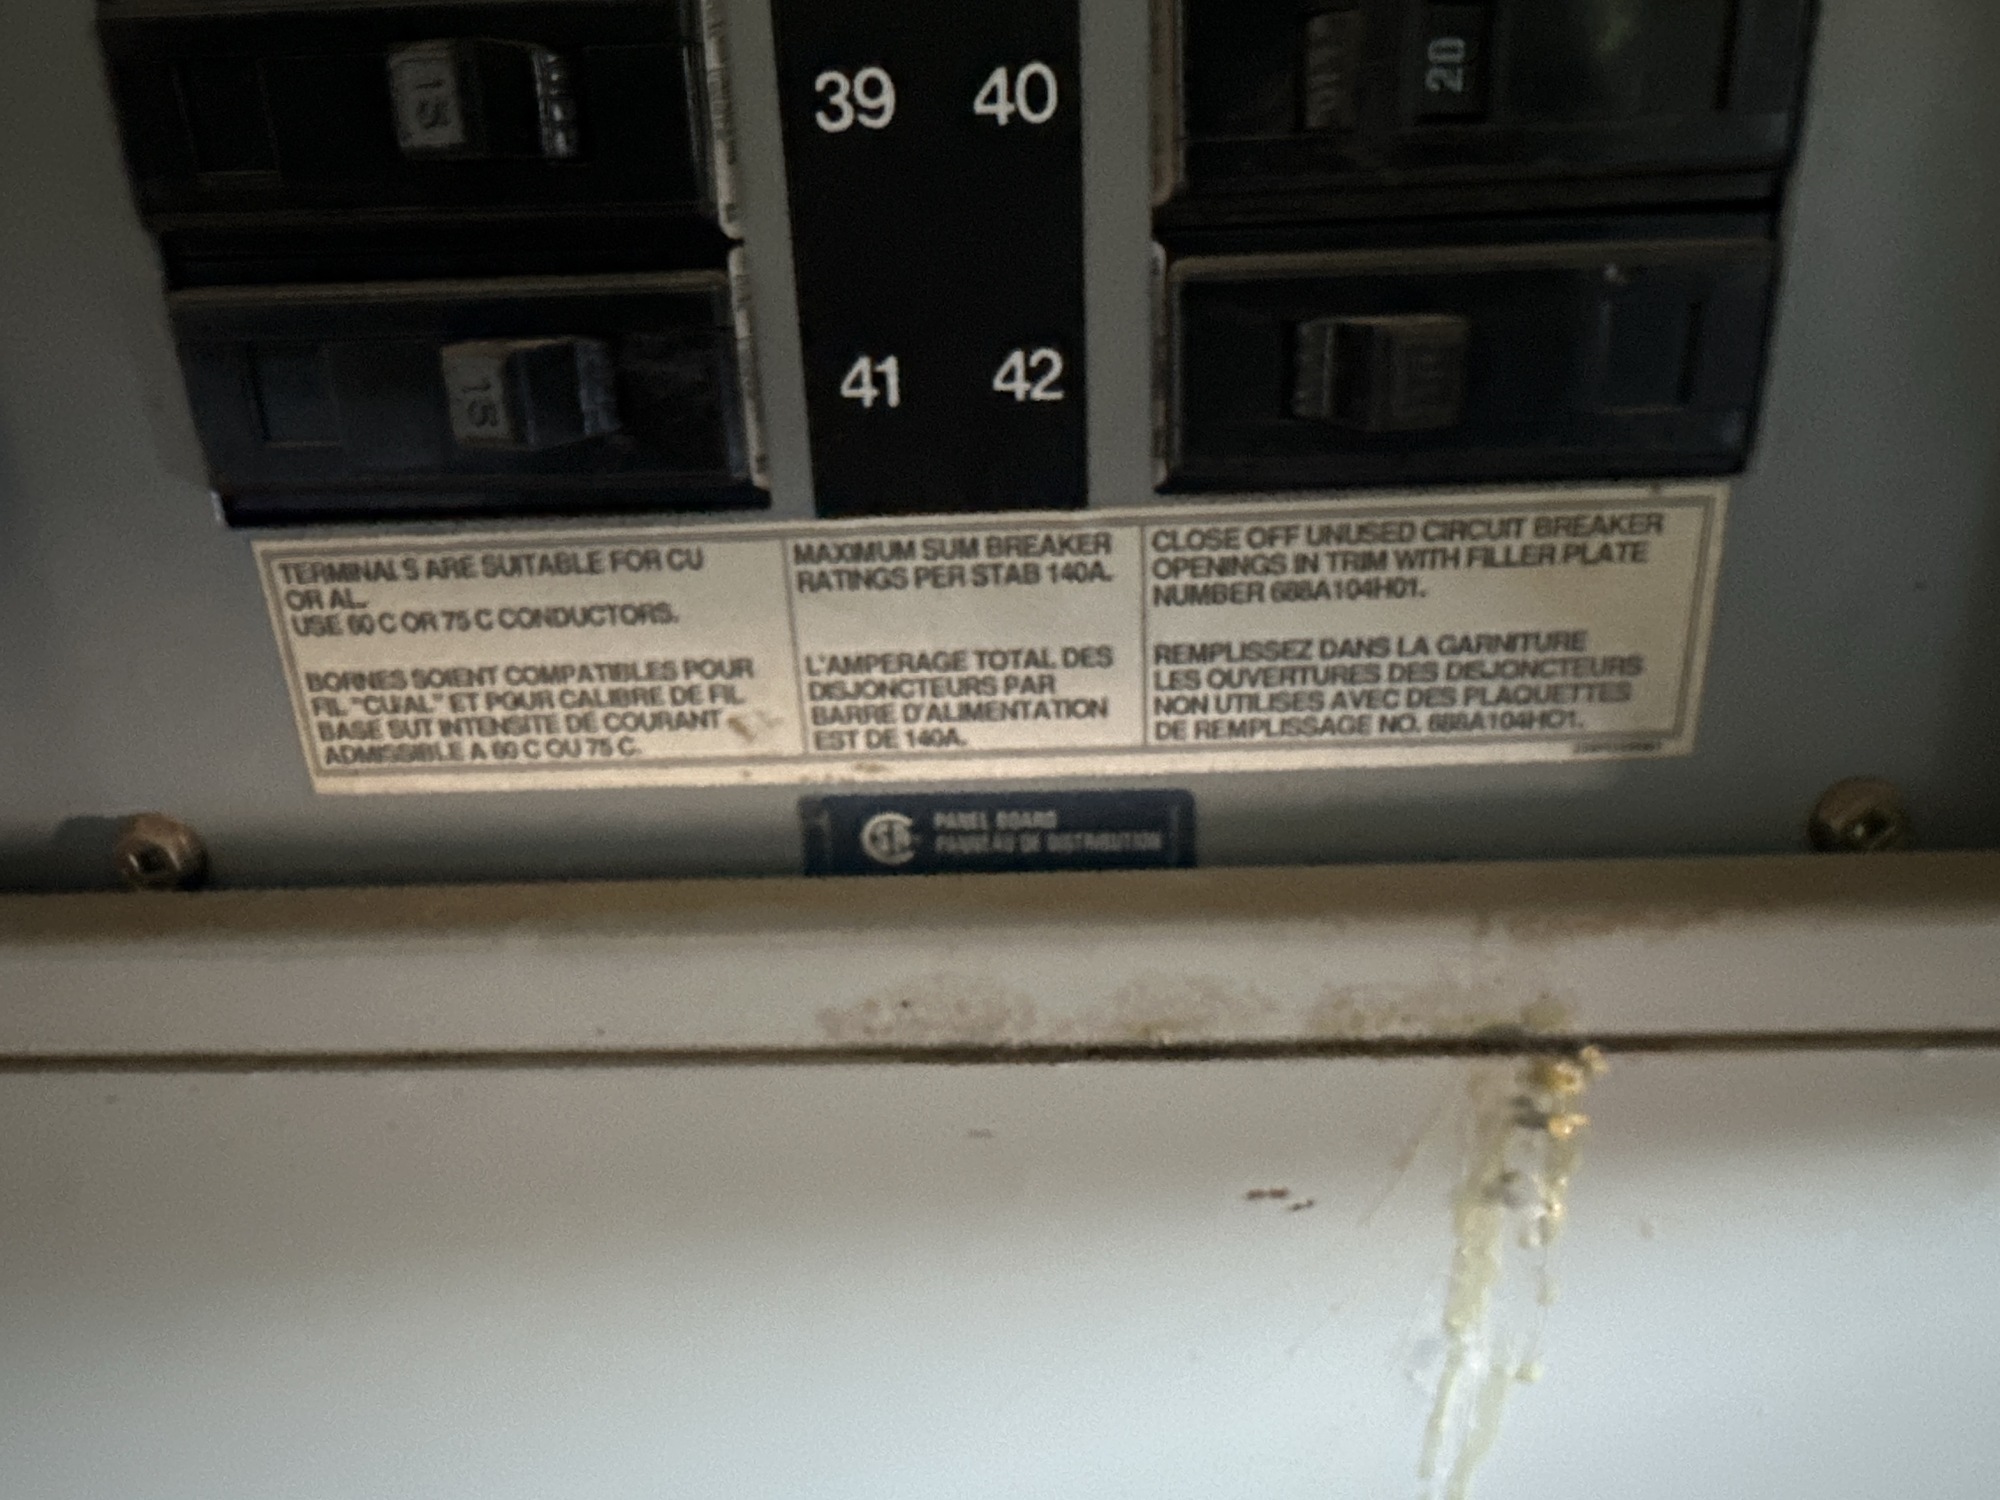 15
39 40
20
15
41 42
TERMINALS ARE SUITABLE FOR CU
OR AL.
USE 60 C OR 75 C CONDUCTORS.
BORNES SOIENT COMPATIBLES POUR
FIL "CU/AL" ET POUR CALIBRE DE FIL
BASE SUT INTENSITE DE COURANT
ADMISSIBLE A 60 C OU 75 C.
MAXIMUM SUM BREAKER
RATINGS PER STAB 140A.
L'AMPERAGE TOTAL DES
DISJONCTEURS PAR
BARRE D'ALIMENTATION
EST DE 140A.
CLOSE OFF UNUSED CIRCUIT BREAKER
OPENINGS IN TRIM WITH FILLER PLATE
NUMBER 688A104H01.
REMPLISSEZ DANS LA GARNITURE
LES OUVERTURES DES DISJONCTEURS
NON UTILISES AVEC DES PLAQUETTES
DE REMPLISSAGE NO. 688A104HO1.
PANEL BOARD
PANNEAU DE DISTRIBUTION